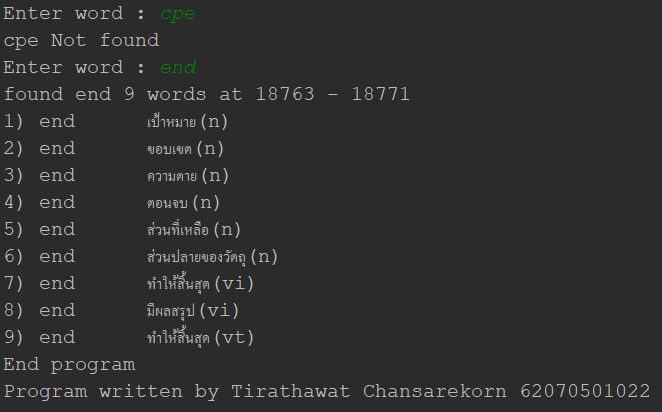 Enter word : cpe
cpe Not found
Enter word : end
found end 9 words at 18763 - 18771
1) end เป้าหมาย(n)
2) end ขอบเขต(n)
3) end ความตาย(n)
4) end ตอนจบ(n)
5) end ส่วนที่เหลือ(n)
6) end ส่วนปลายของวัตถุ(n)
7) end ทำให้สิ้นสุด(vi)
8) end มีผลสรุป(vi)
9) end ทำให้สิ้นสุด(vt)
End program
Program written by Tirathawat Chansarekorn 62070501022